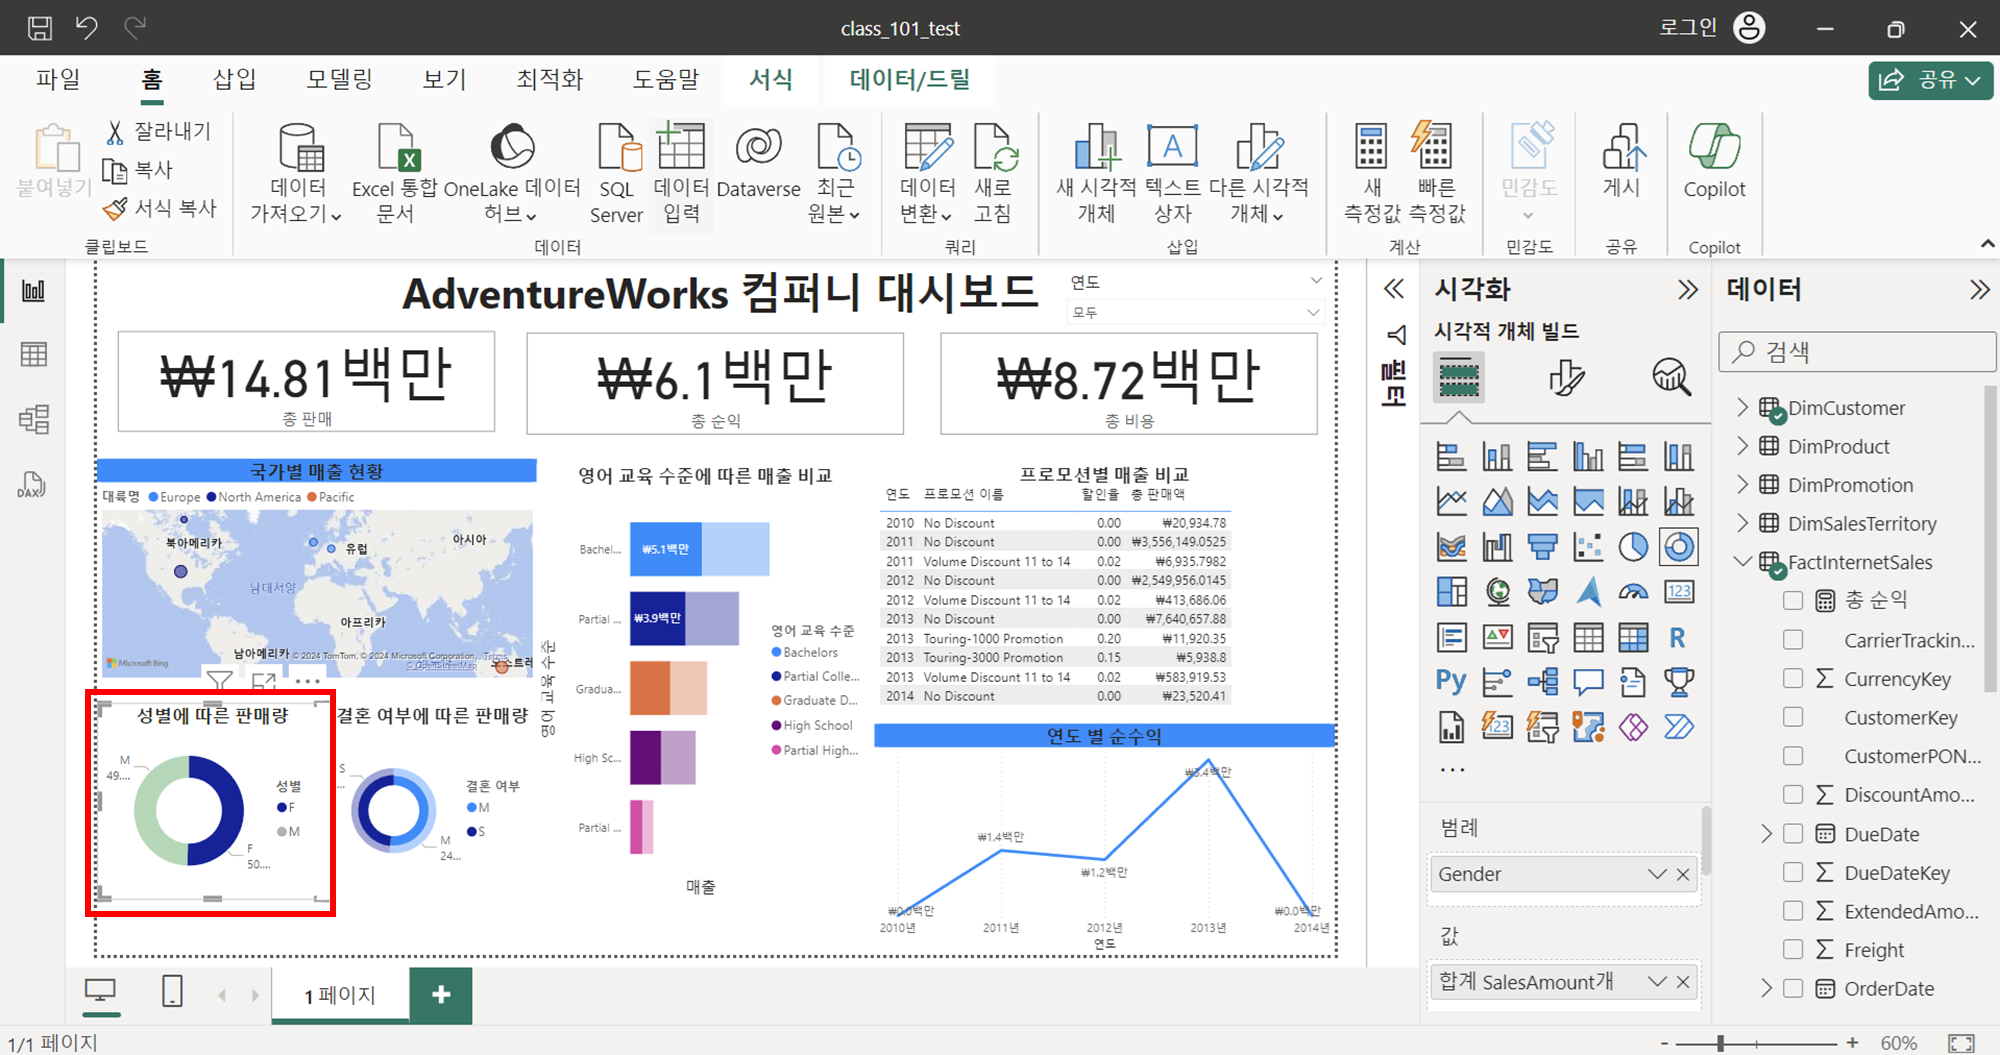 class_101_test
로그인
파일
홈
삽입
모델링
보기
최적화
도움말
서식
데이터/드릴
공유
붙여넣기
잘라내기
복사
서식 복사
클립보드
데이터
가져오기
Excel 통합
문서
OneLake 데이터
허브
SQL
Server
데이터
입력
Dataverse
최근
원본
데이터
데이터
변환
새로
고침
쿼리
새 시각적
개체
텍스트
상자
다른 시각적
개체
삽입
새
측정값
빠른
측정값
계산
민감도
민감도
게시
공유
Copilot
Copilot
DAX
AdventureWorks 컴퍼니 대시보드
연도
모두
₩14.81백만
총 판매
₩6.1백만
총 순익
₩8.72백만
총 비용
국가별 매출 현황
대륙명 Europe North America Pacific
북아메리카
유럽
아시아
남대서양
아프리카
남아메리카
Microsoft Bing
© 2024 TomTom, © 2024 Microsoft Corporation, Terms
© OpenStreetMap
성별에 따른 판매량
M
49....
F
50....
성별
F
M
결혼 여부에 따른 판매량
S
...
M
24...
결혼 여부
M
S
영어 교육 수준에 따른 매출 비교
영어 교육 수준
Bachel...
₩5.1백만
Partial ...
₩3.9백만
Gradua...
High Sc...
Partial ...
매출
영어 교육 수준
Bachelors
Partial Colle...
Graduate D...
High School
Partial High...
프로모션별 매출 비교
연도 프로모션 이름 할인율 총 판매액
2010 No Discount 0.00 ₩20,934.78
2011 No Discount 0.00 ₩3,556,149.0525
2011 Volume Discount 11 to 14 0.02 ₩6,935.7982
2012 No Discount 0.00 ₩2,549,956.0145
2012 Volume Discount 11 to 14 0.02 ₩413,686.06
2013 No Discount 0.00 ₩7,640,657.88
2013 Touring-1000 Promotion 0.20 ₩11,920.35
2013 Touring-3000 Promotion 0.15 ₩5,938.8
2013 Volume Discount 11 to 14 0.02 ₩583,919.53
2014 No Discount 0.00 ₩23,520.41
연도 별 순수익
₩0.0백만
₩1.4백만
₩1.2백만
₩3.4백만
₩0.0백만
2010년
2011년
2012년
2013년
2014년
연도
필터
시각화
시각적 개체 빌드
123
R
Py
123
...
범례
Gender
값
합계 SalesAmount개
데이터
검색
DimCustomer
DimProduct
DimPromotion
DimSalesTerritory
FactInternetSales
총 순익
CarrierTrackin...
CurrencyKey
CustomerKey
CustomerPON...
DiscountAmo...
DueDate
DueDateKey
ExtendedAmo...
Freight
OrderDate
1 페이지
+
1/1 페이지
- + 60%